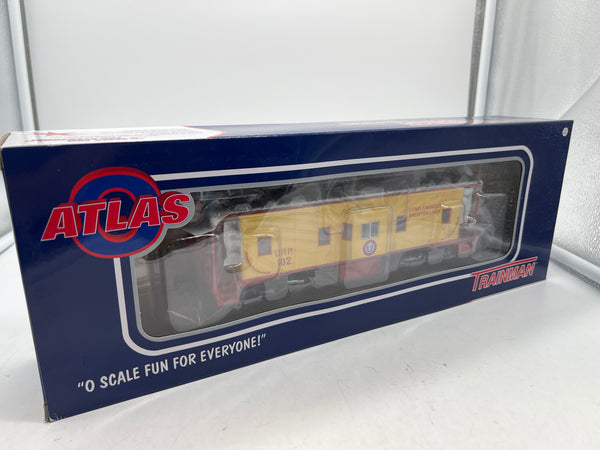 ATLAS
"O SCALE FUN FOR EVERYONE!"
TRAINMAN
URR
102